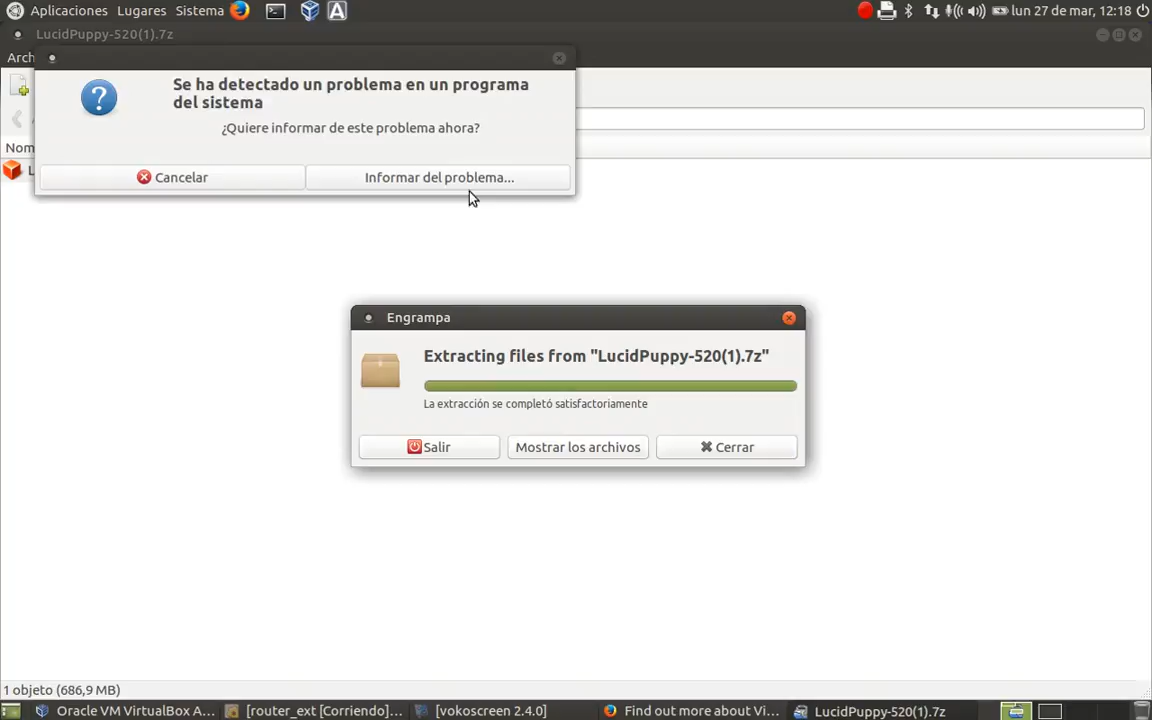 Aplicaciones Lugares Sistema lun 27 de mar, 12:18
LucidPuppy-520(1).7z
Arch
Se ha detectado un problema en un programa
del sistema
¿Quiere informar de este problema ahora?
Nom
L
Cancelar Informar del problema...
Engrampa
Extracting files from "LucidPuppy-520(1).7z"
La extracción se completó satisfactoriamente
Salir Mostrar los archivos Cerrar
1 objeto (686,9 MB)
Oracle VM VirtualBox A... [router_ext [Corriendo]... [vokoscreen 2.4.0] Find out more about Vi... LucidPuppy-520(1).7z